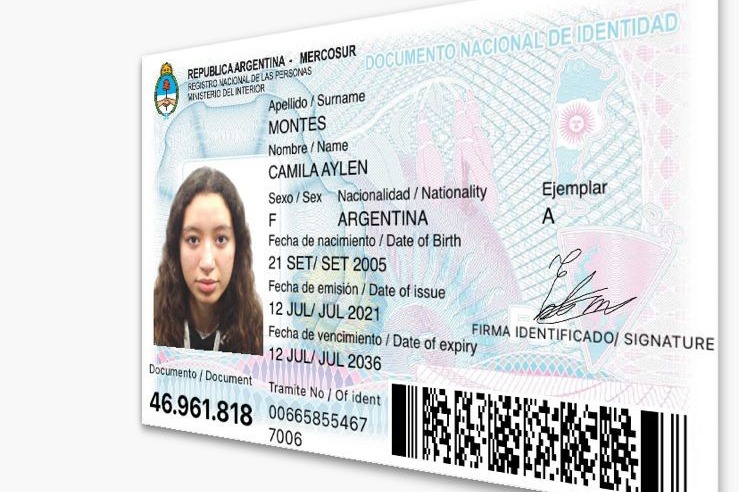 REPUBLICA ARGENTINA - MERCOSUR
REGISTRO NACIONAL DE LAS PERSONAS
MINISTERIO DEL INTERIOR
DOCUMENTO NACIONAL DE IDENTIDAD
Apellido / Surname
MONTES
Nombre / Name
CAMILA AYLEN
Sexo / Sex Nacionalidad / Nationality
F ARGENTINA
Ejemplar
A
Fecha de nacimiento / Date of Birth
21 SET/ SET 2005
Fecha de emisión / Date of issue
12 JUL/ JUL 2021
Fecha de vencimiento / Date of expiry
12 JUL/ JUL 2036
FIRMA IDENTIFICADO/ SIGNATURE
Documento / Document
46.961.818
Tramite No / Of ident
00665855467
7006